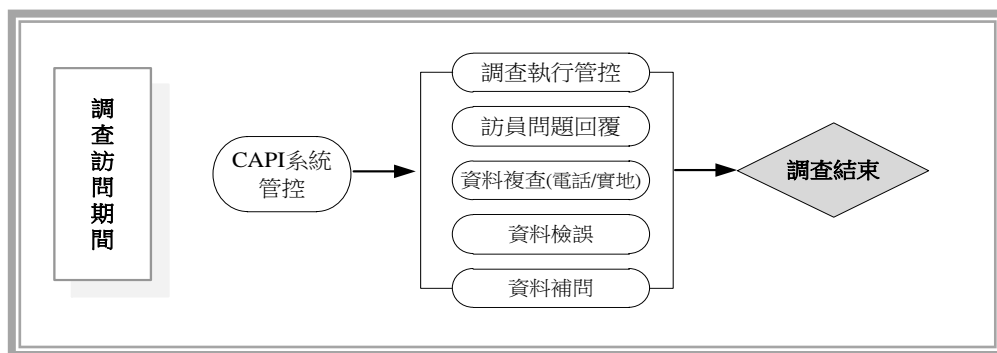 調查訪問期間
CAPI系統
管控
調查執行管控
訪員問題回覆
資料複查(電話/實地)
資料檢誤
資料補問
調查結束